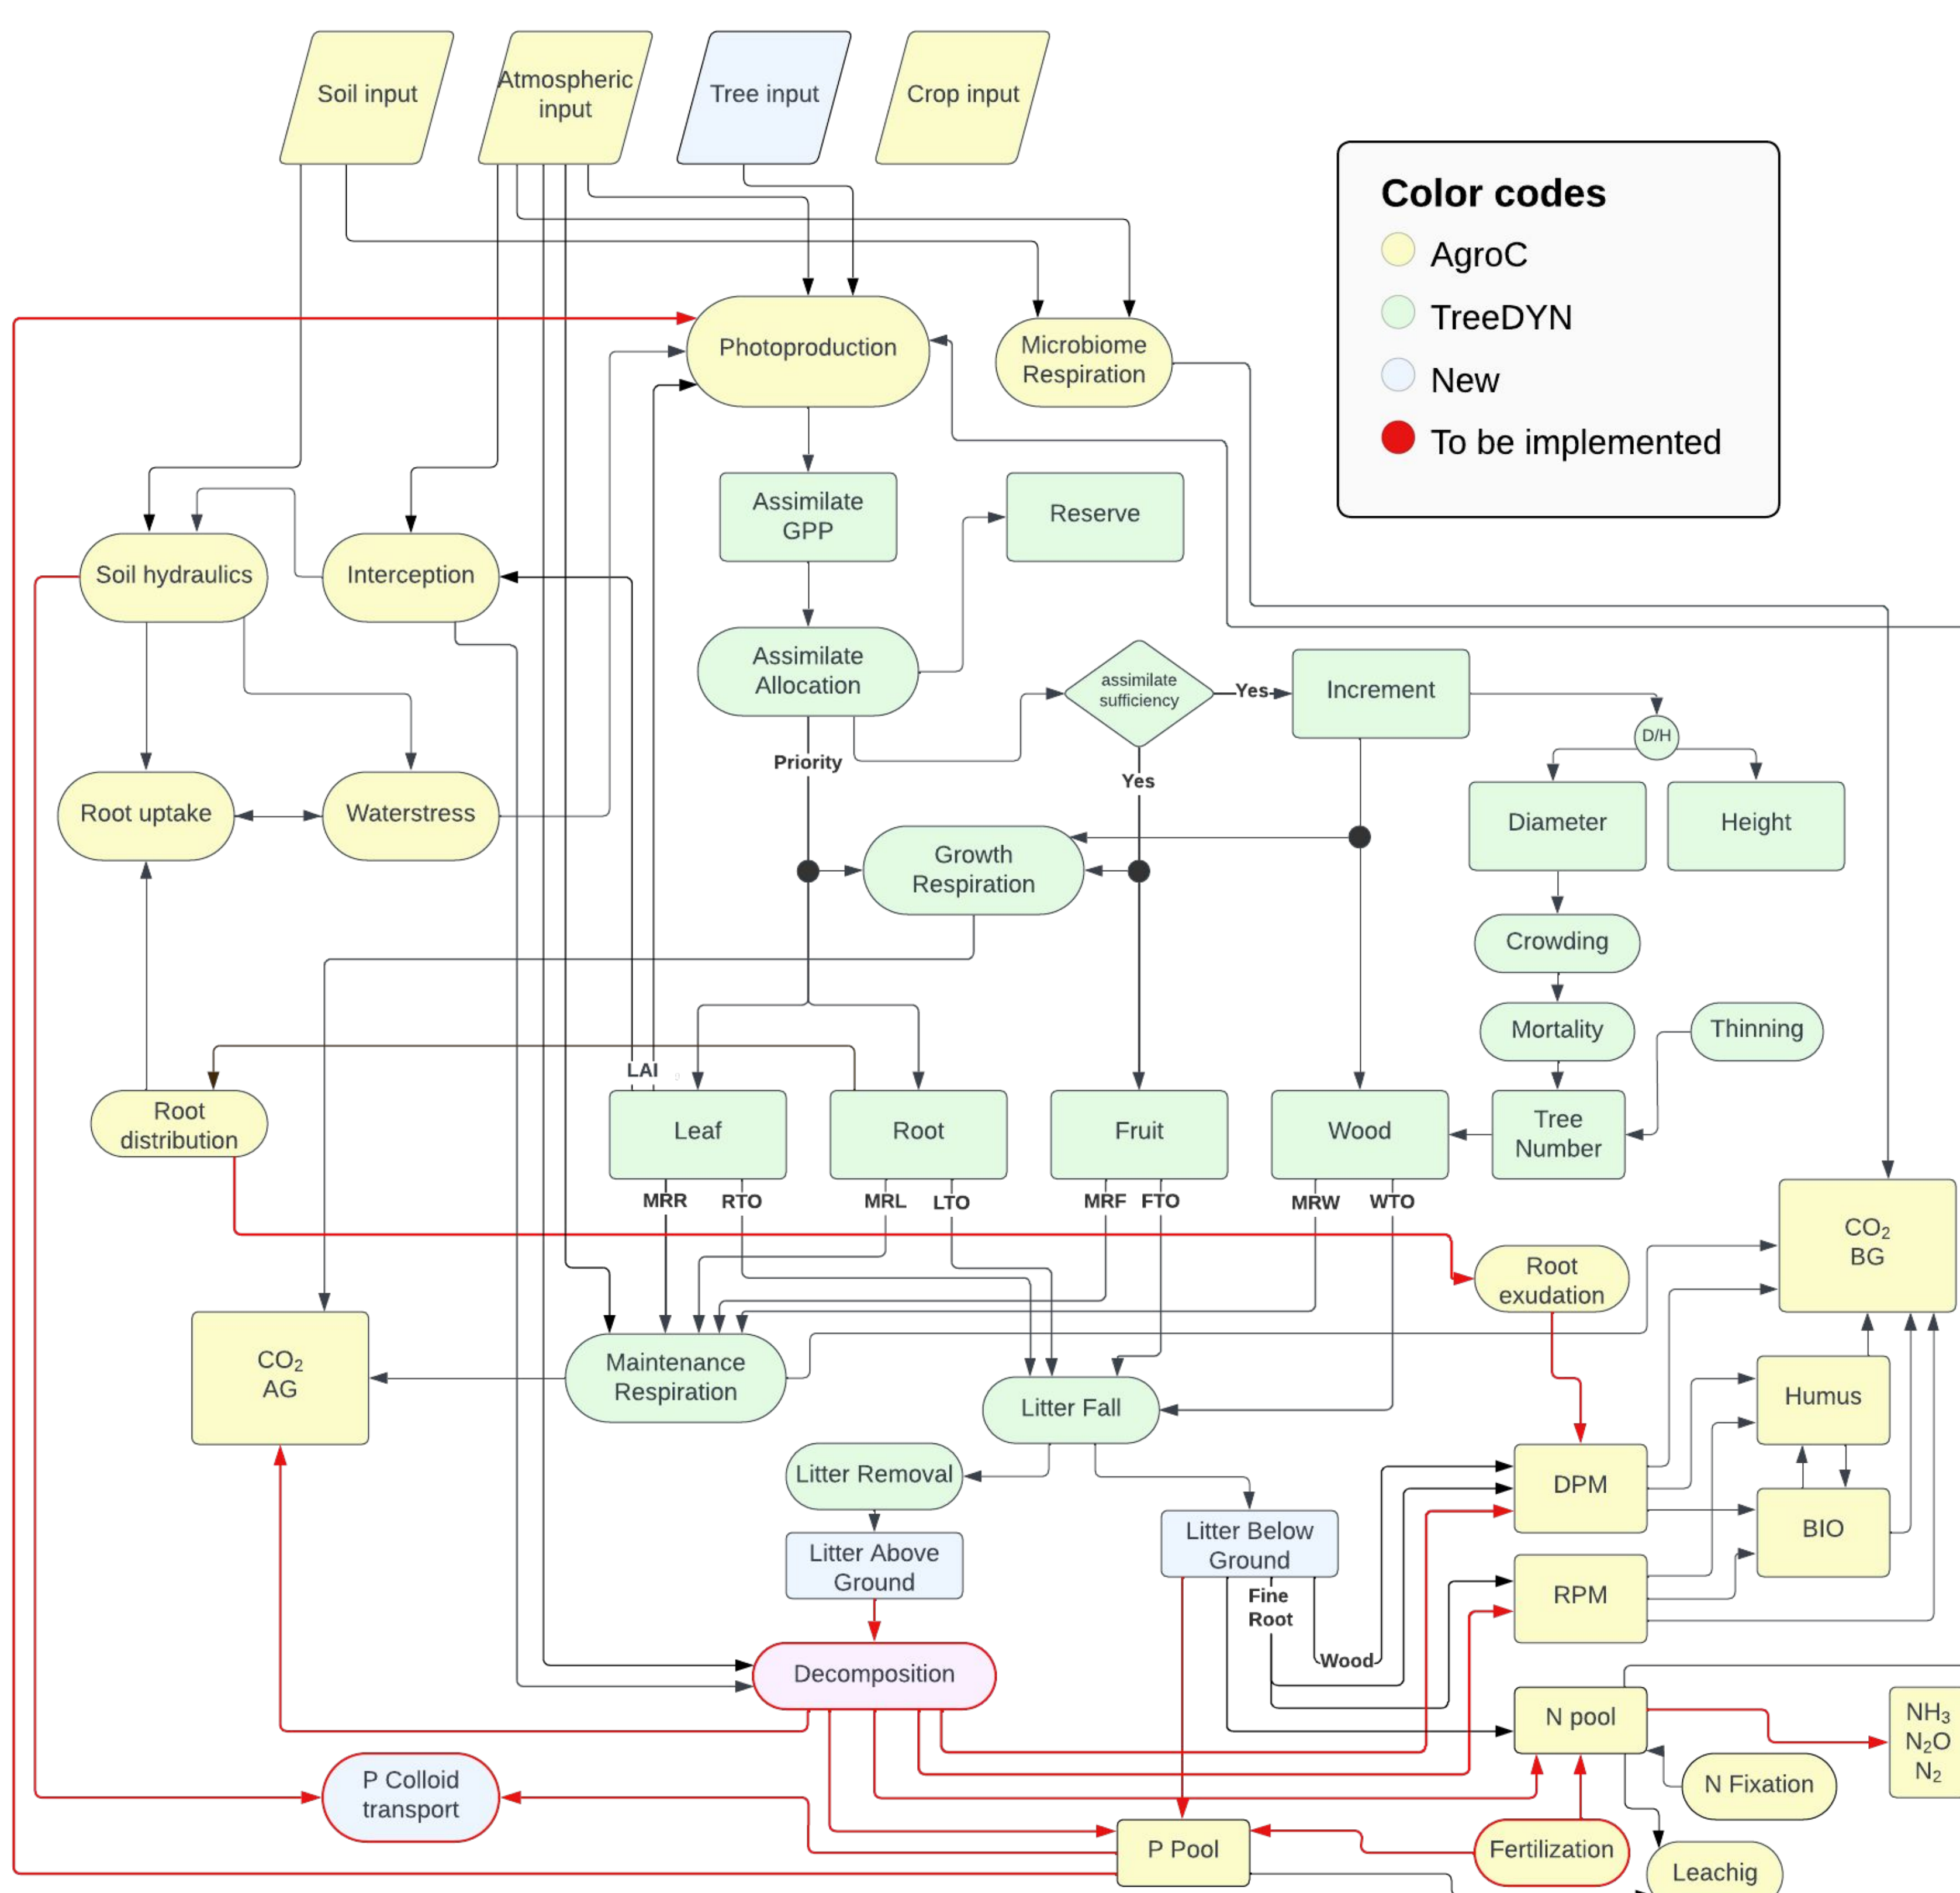 Soil input
Atmospheric
input
Tree input
Crop input
Color codes
AgroC
TreeDYN
New
To be implemented
Photoproduction
Microbiome
Respiration
Assimilate
GPP
Reserve
Soil hydraulics
Interception
Assimilate
Allocation
assimilate
sufficiency
Yes
Increment
D/H
Priority
Yes
Root uptake
Waterstress
Diameter
Height
Growth
Respiration
Crowding
Mortality
Thinning
LAI
Root
distribution
Leaf
Root
Fruit
Wood
Tree
Number
MRR
RTO
MRL
LTO
MRF
FTO
MRW
WTO
CO₂
BG
Root
exudation
CO₂
AG
Maintenance
Respiration
Litter Fall
Humus
Litter Removal
DPM
BIO
Litter Above
Ground
Litter Below
Ground
Fine
Root
RPM
Wood
Decomposition
N pool
NH₃
N₂O
N₂
P Colloid
transport
N Fixation
P Pool
Fertilization
Leachig